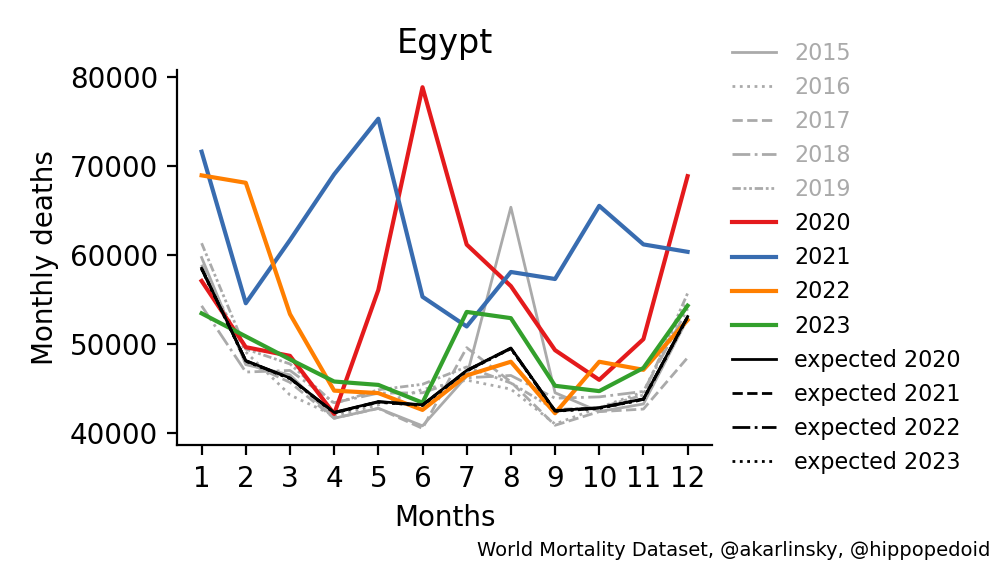 Egypt
Monthly deaths
80000
70000
60000
50000
40000
1 2 3 4 5 6 7 8 9 10 11 12
Months
2015
2016
2017
2018
2019
2020
2021
2022
2023
expected 2020
expected 2021
expected 2022
expected 2023
World Mortality Dataset, @akarlinsky, @hippopedoid